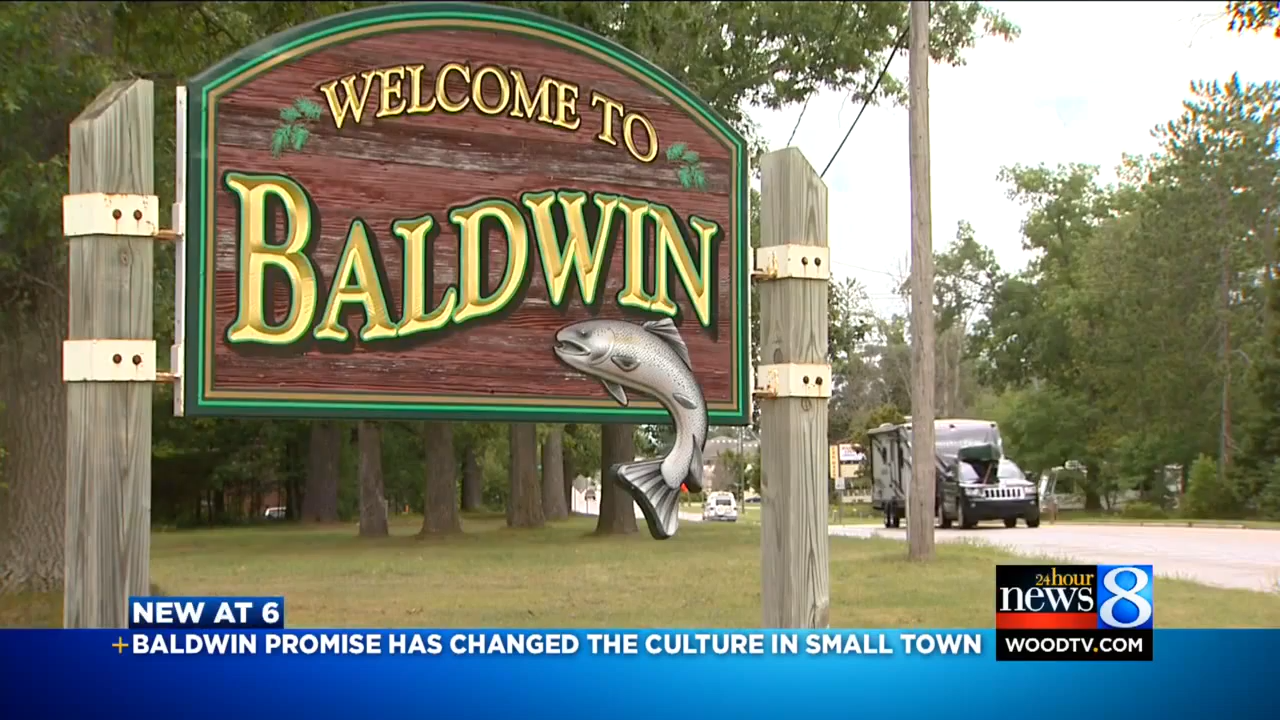 WELCOME TO
BALDWIN
NEW AT 6
+BALDWIN PROMISE HAS CHANGED THE CULTURE IN SMALL TOWN
24hour
news 8
WOODTV.COM